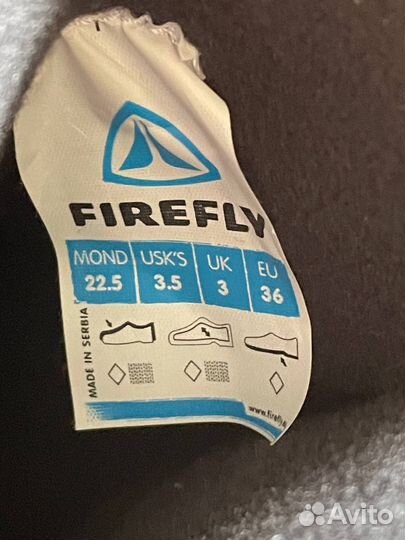 FIREFLY
MOND USK'S UK EU
22.5 3.5 3 36
MADE IN SERBIA
www.firefly.
Avito